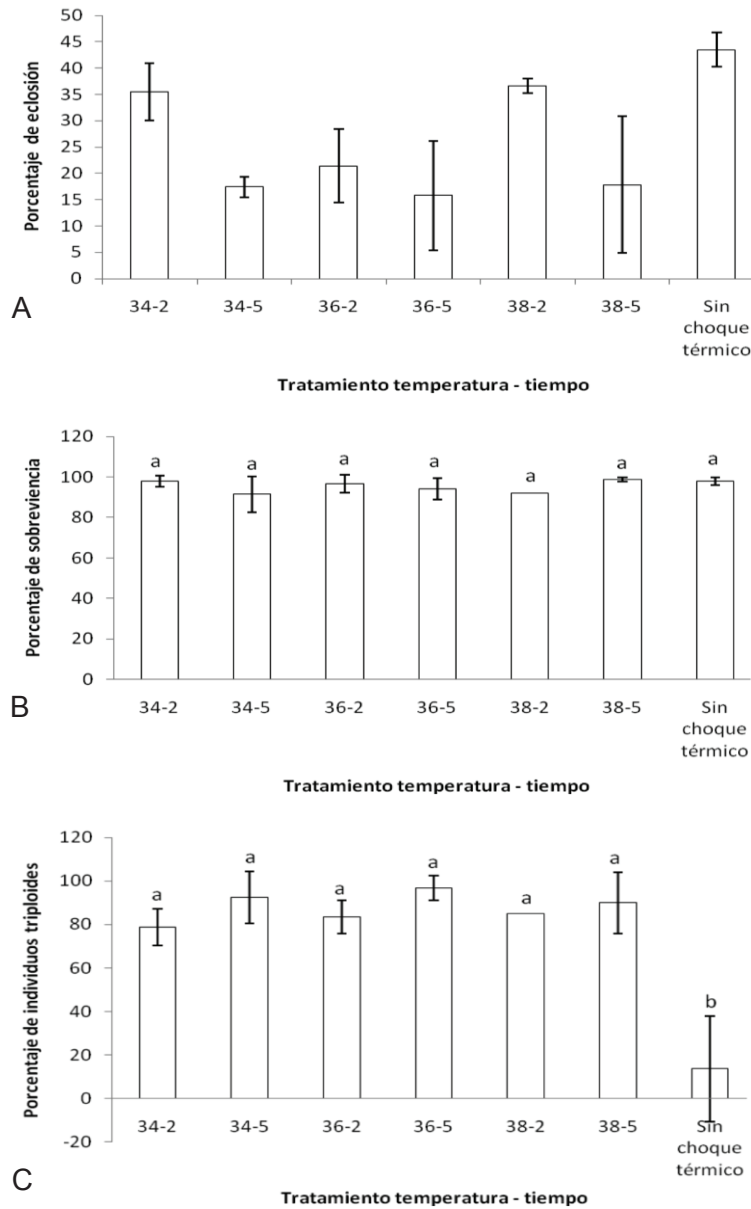 Porcentaje de eclosión
50
45
40
35
30
25
20
15
10
5
0
34-2 34-5 36-2 36-5 38-2 38-5 Sin
choque
térmico
A
Tratamiento temperatura - tiempo
Porcentaje de sobreviencia
120
100
80
60
40
20
0
a a a a a a a
34-2 34-5 36-2 36-5 38-2 38-5 Sin
choque
térmico
B
Tratamiento temperatura - tiempo
Porcentaje de individuos triploides
120
100
80
60
40
20
0
-20
a a a a a a b
34-2 34-5 36-2 36-5 38-2 38-5 Sin
choque
térmico
C
Tratamiento temperatura - tiempo